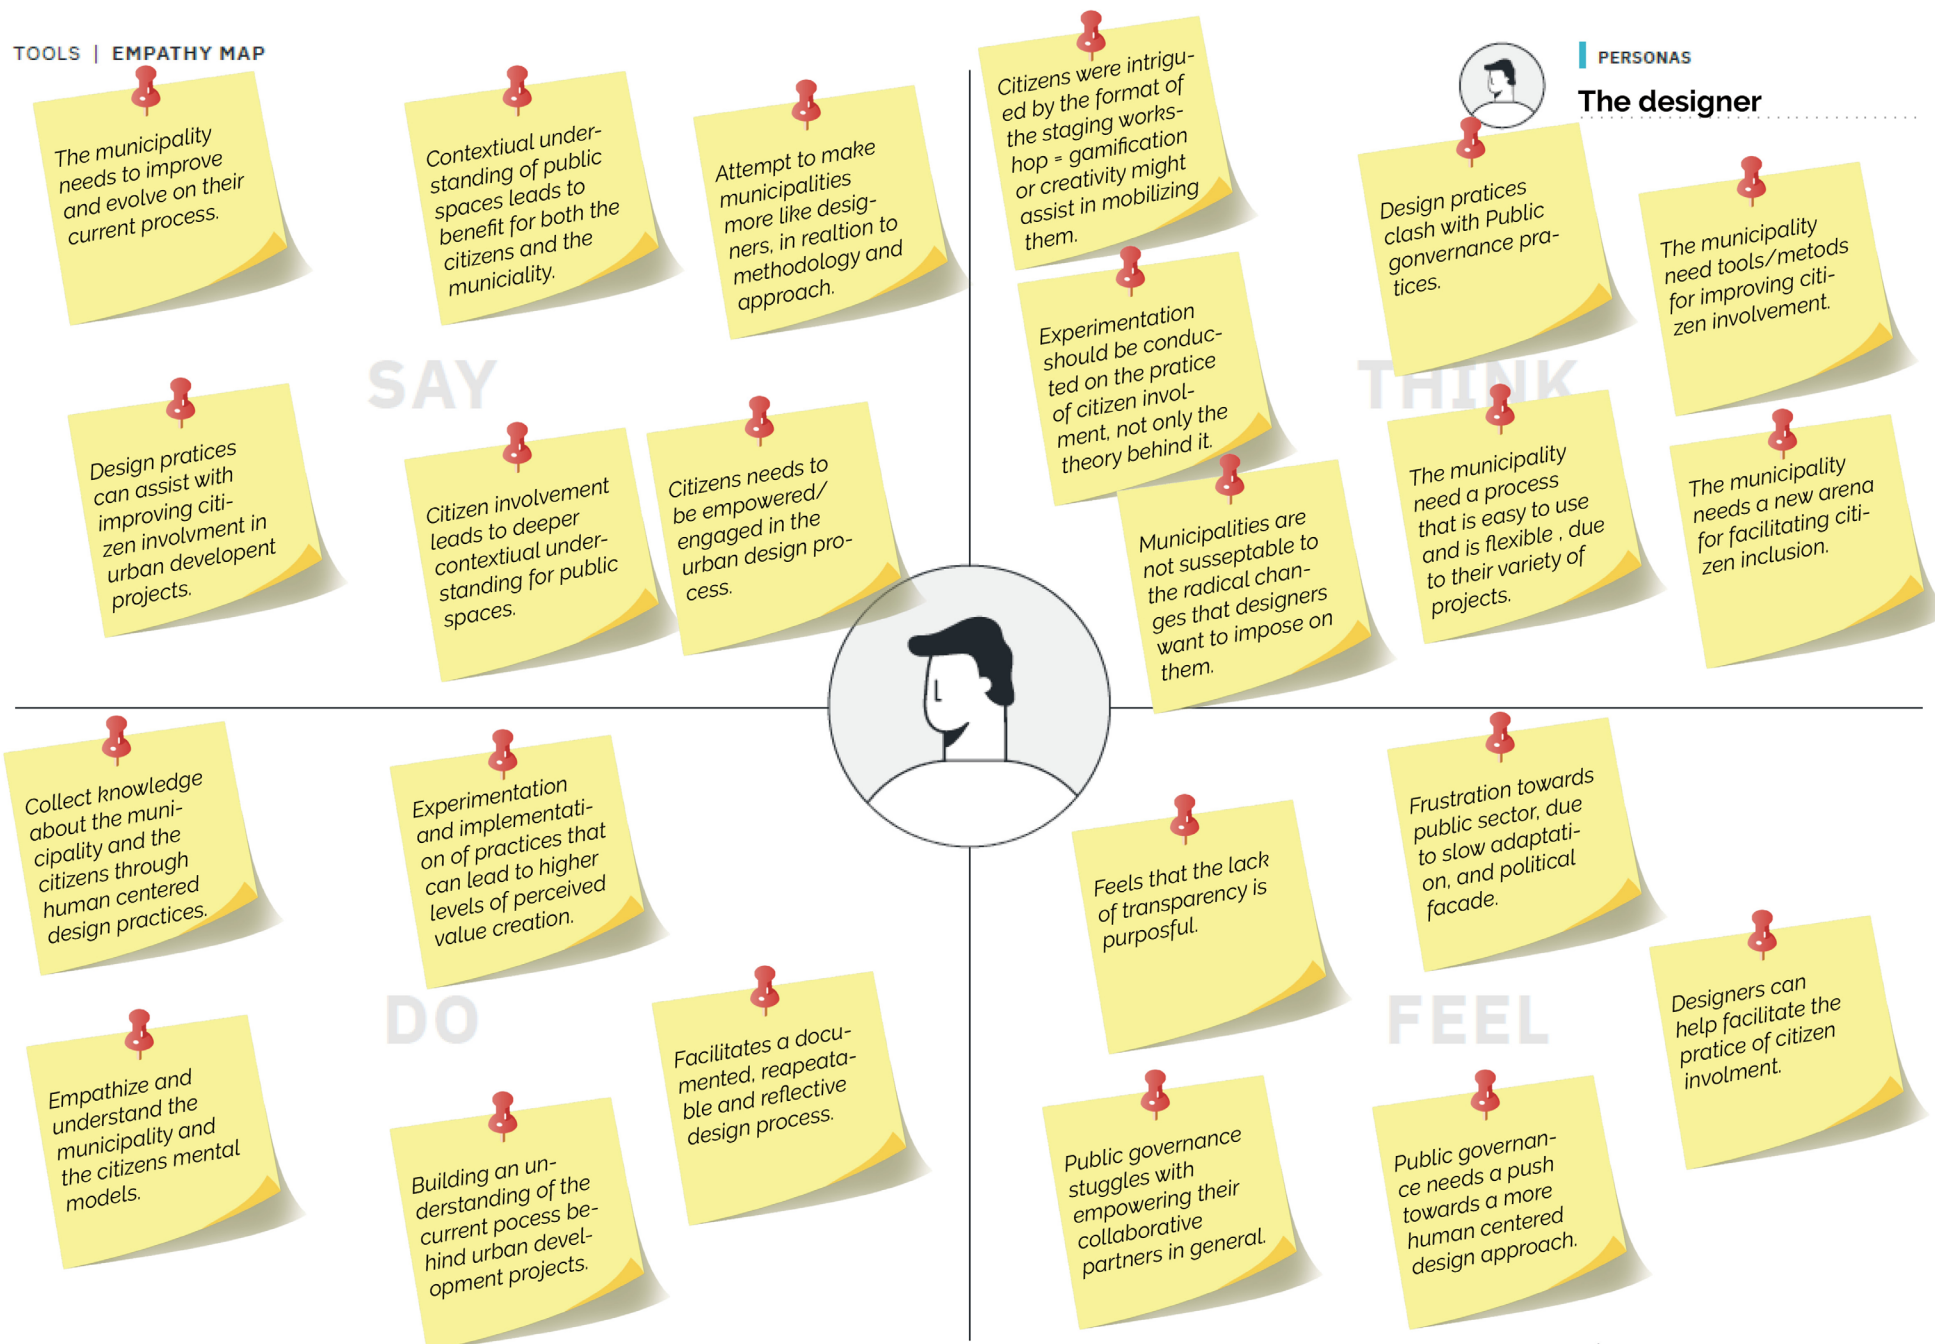 TOOLS | EMPATHY MAP
PERSONAS
The designer
SAY
The municipality
needs to improve
and evolve on their
current process.
Contextiual under-
standing of public
spaces leads to
benefit for both the
citizens and the
municiality.
Attempt to make
municipalities
more like desig-
ners, in realtion to
methodology and
approach.
Design pratices
can assist with
improving citi-
zen involvment in
urban developent
projects.
Citizen involvement
leads to deeper
contextiual under-
standing for public
spaces.
Citizens needs to
be empowered/
engaged in the
urban design pro-
cess.
THINK
Citizens were intrigu-
ed by the format of
the staging works-
hop = gamification
or creativity might
assist in mobilizing
them.
Design pratices
clash with Public
gonvernance pra-
tices.
The municipality
need tools/metods
for improving citi-
zen involvement.
Experimentation
should be conduc-
ted on the pratice
of citizen invol-
ment, not only the
theory behind it.
Municipalities are
not susseptable to
the radical chan-
ges that designers
want to impose on
them.
The municipality
need a process
that is easy to use
and is flexible , due
to their variety of
projects.
The municipality
needs a new arena
for facilitating citi-
zen inclusion.
DO
Collect knowledge
about the muni-
cipality and the
citizens through
human centered
design practices.
Experimentation
and implementati-
on of practices that
can lead to higher
levels of perceived
value creation.
Empathize and
understand the
municipality and
the citizens mental
models.
Building an un-
derstanding of the
current pocess be-
hind urban devel-
opment projects.
Facilitates a docu-
mented, reapeata-
ble and reflective
design process.
FEEL
Feels that the lack
of transparency is
purposful.
Frustration towards
public sector, due
to slow adaptati-
on, and political
facade.
Designers can
help facilitate the
pratice of citizen
involment.
Public governance
stuggles with
empowering their
collaborative
partners in general.
Public governan-
ce needs a push
towards a more
human centered
design approach.